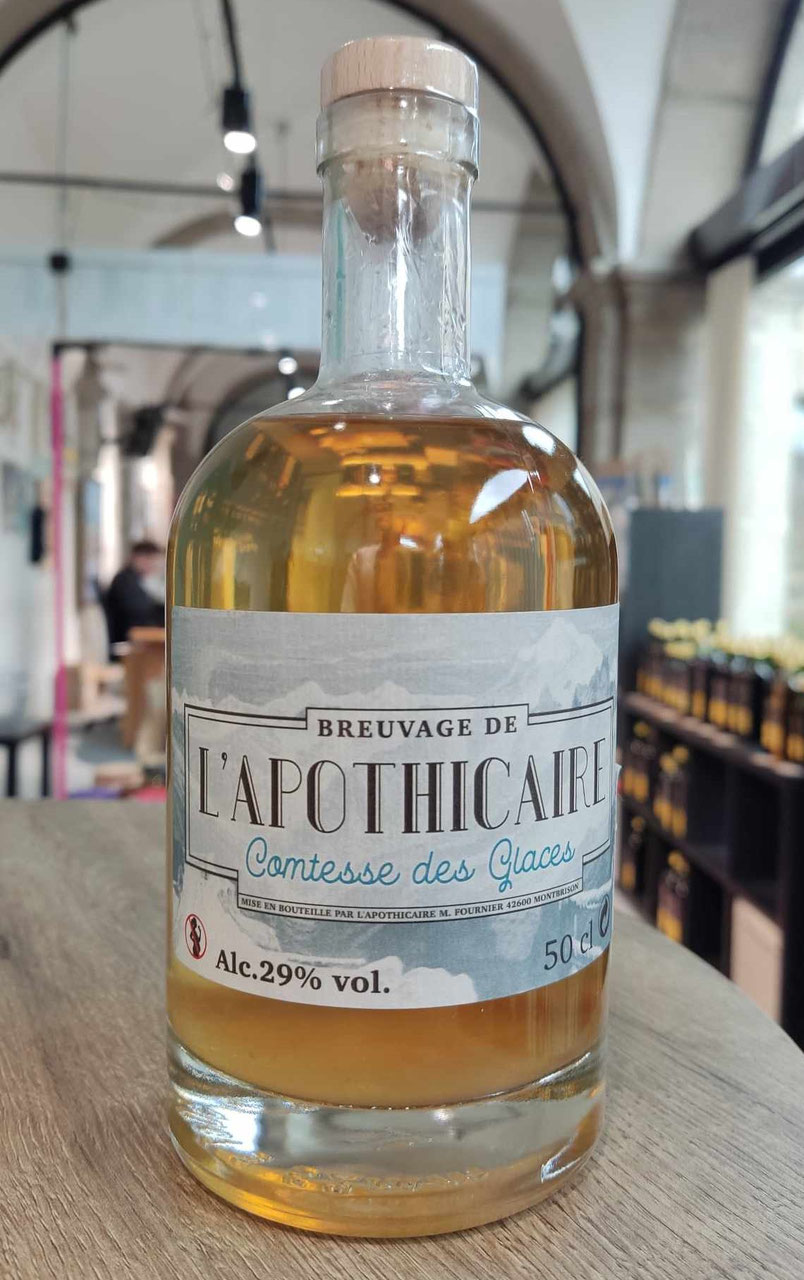 BREUVAGE DE
L'APOTHICAIRE
Comtesse des Glaces
MISE EN BOUTEILLE PAR L'APOTHICAIRE M. FOURNIER 42600 MONTBRISON
Alc.29% vol.
50 cl